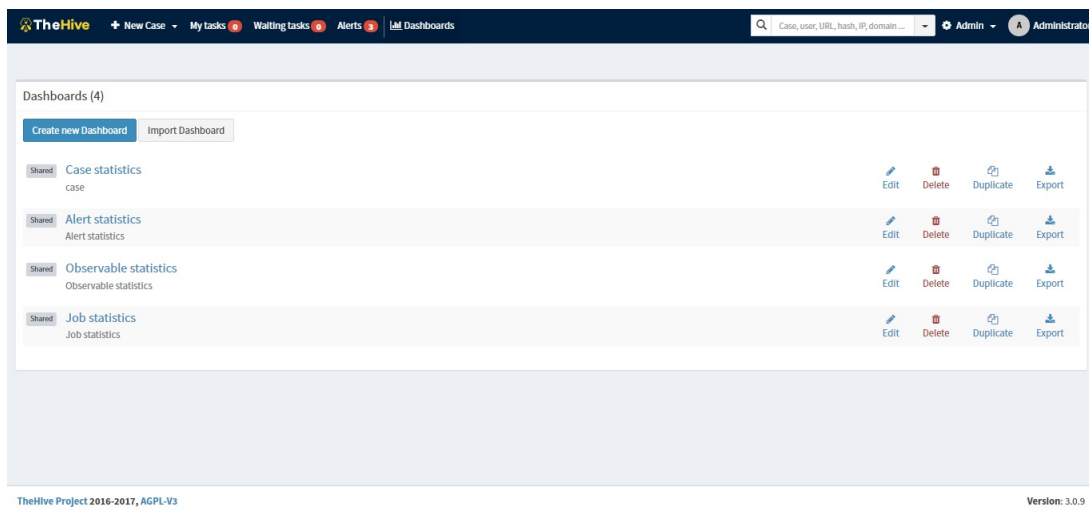 TheHive + New Case My tasks 0 Waiting tasks 0 Alerts 3 Dashboards Case, user, URL, hash, IP, domain ... Admin A Administrator
Dashboards (4)
Create new Dashboard Import Dashboard
Shared Case statistics
case
Edit Delete Duplicate Export
Shared Alert statistics
Alert statistics
Edit Delete Duplicate Export
Shared Observable statistics
Observable statistics
Edit Delete Duplicate Export
Shared Job statistics
Job statistics
Edit Delete Duplicate Export
TheHive Project 2016-2017, AGPL-V3 Version: 3.0.9